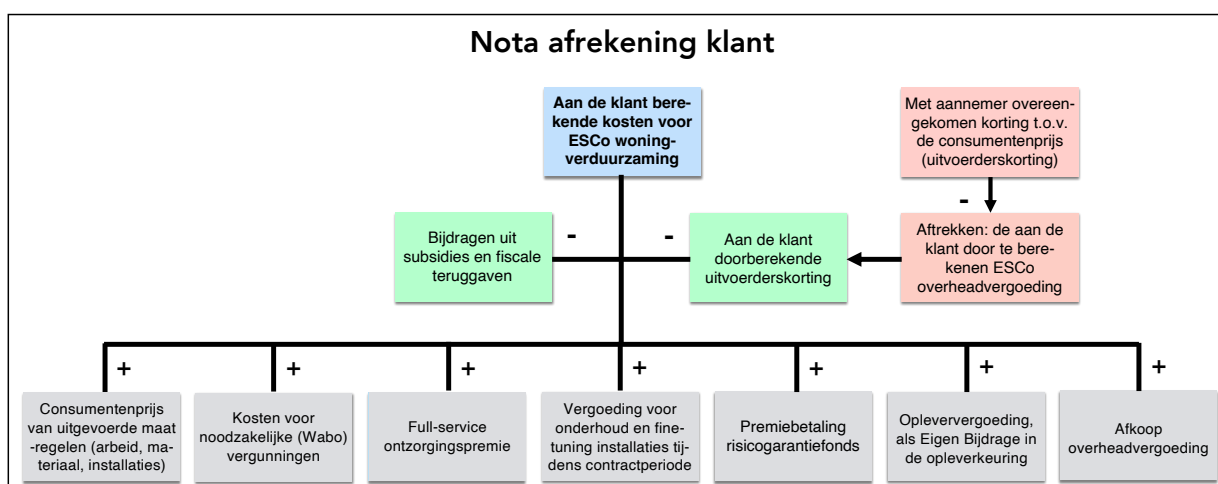 Nota afrekening klant
Aan de klant bere-
kende kosten voor
ESCo woning-
verduurzaming
Met aannemer overeen-
gekomen korting t.o.v.
de consumentenprijs
(uitvoerderskorting)
-
Bijdragen uit
subsidies en fiscale
teruggaven
-
-
Aan de klant
doorberekende
uitvoerderskorting
Aftrekken: de aan de
klant door te bere-
kenen ESCo
overheadvergoeding
+
+
+
+
+
+
+
Consumentenprijs
van uitgevoerde maat
-regelen (arbeid, ma-
teriaal, installaties)
Kosten voor
noodzakelijke (Wabo)
vergunningen
Full-service
ontzorgingspremie
Vergoeding voor
onderhoud en fine-
tuning installaties tij-
dens contractperiode
Premiebetaling
risicogarantiefonds
Opleververgoeding,
als Eigen Bijdrage in
de opleverkeuring
Afkoop
overheadvergoeding